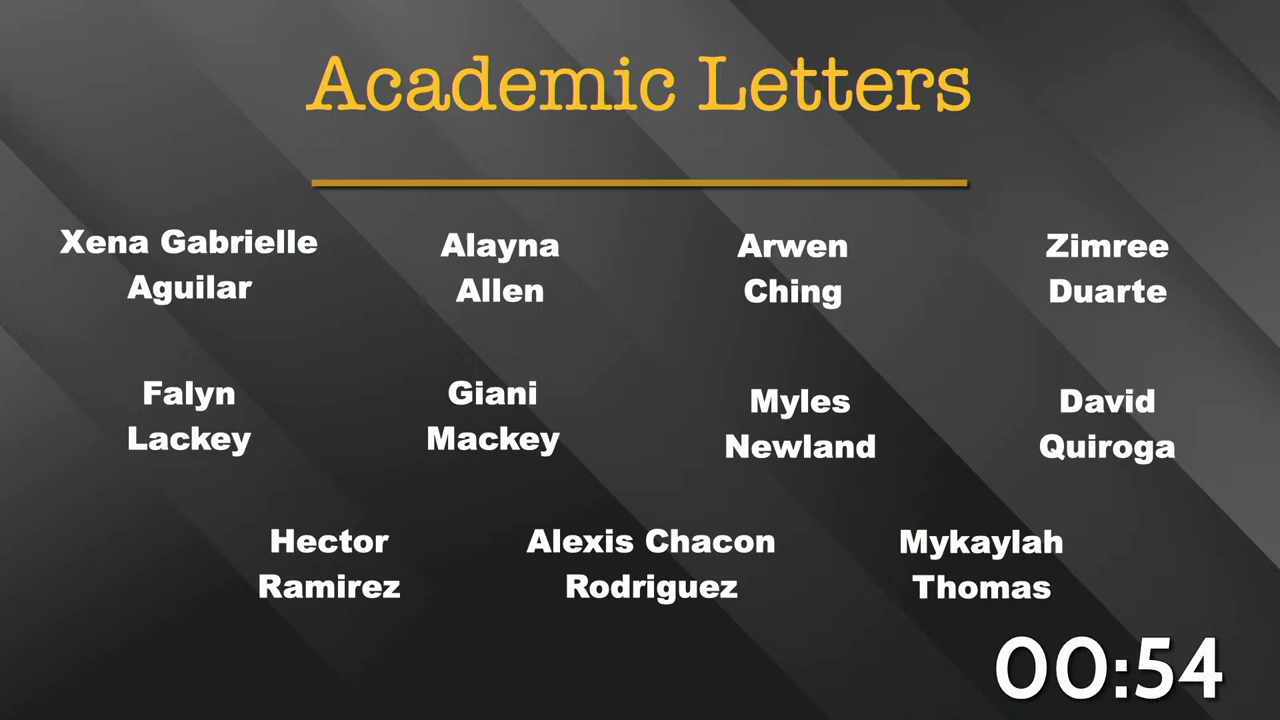 Academic Letters
Xena Gabrielle
Aguilar
Alayna
Allen
Arwen
Ching
Zimree
Duarte
Falyn
Lackey
Giani
Mackey
Myles
Newland
David
Quiroga
Hector
Ramirez
Alexis Chacon
Rodriguez
Mykaylah
Thomas
00:54